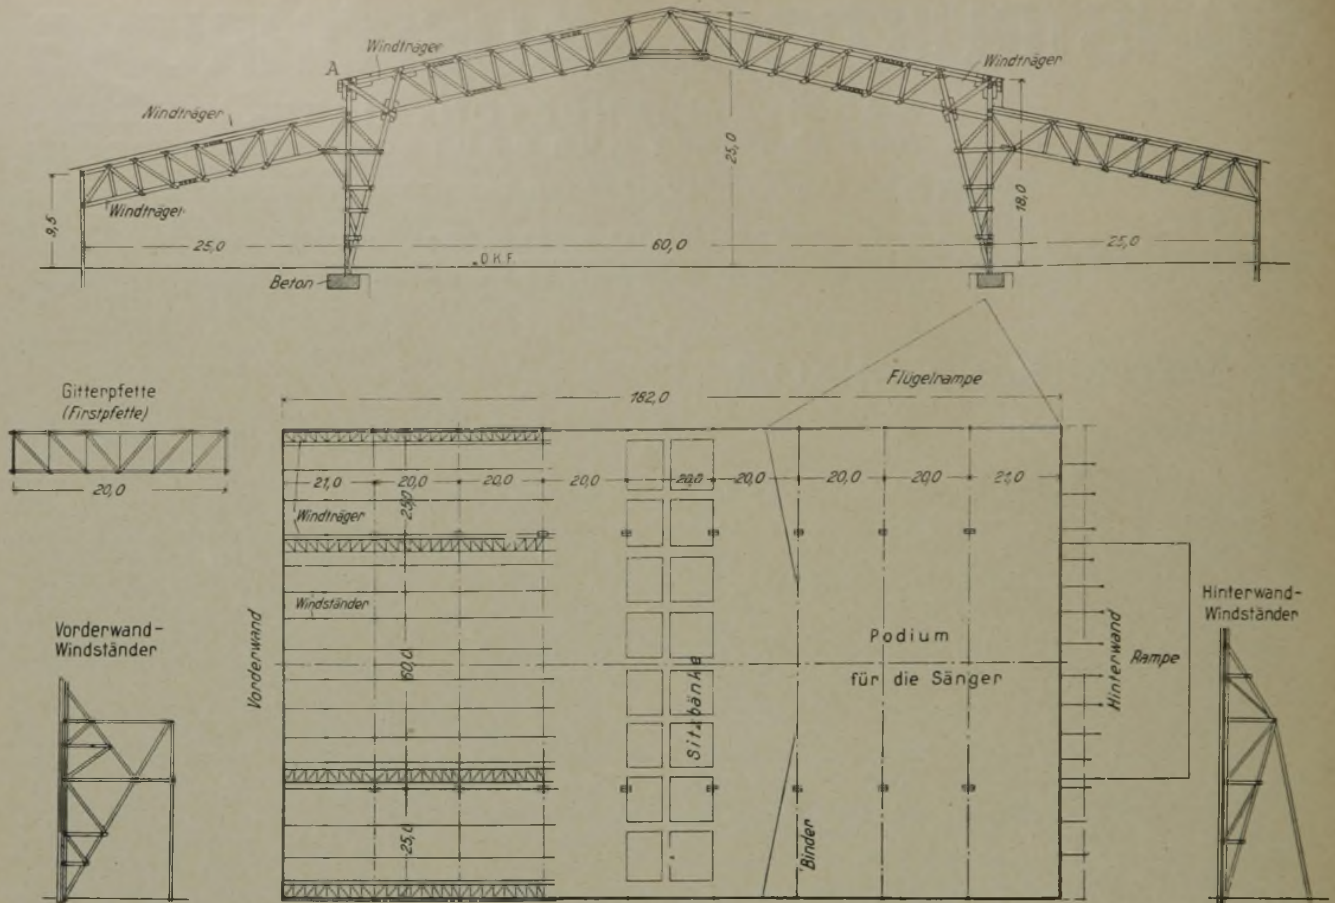 Windträger
A
Windträger
Windträger
25,0
18,0
Windträger
9,5
25,0
60,0
25,0
O.K.F.
Beton
Gitterpfette
(Firstpfette)
20,0
Flügelrampe
182,0
21,0
20,0
20,0
20,0
20,0
20,0
20,0
20,0
21,0
25,0
Windträger
Windständer
Vorderwand
Vorderwand-
Windständer
60,0
Sitzbänke
Podium
für die Sänger
Hinterwand
Rampe
Hinterwand-
Windständer
25,0
Binder